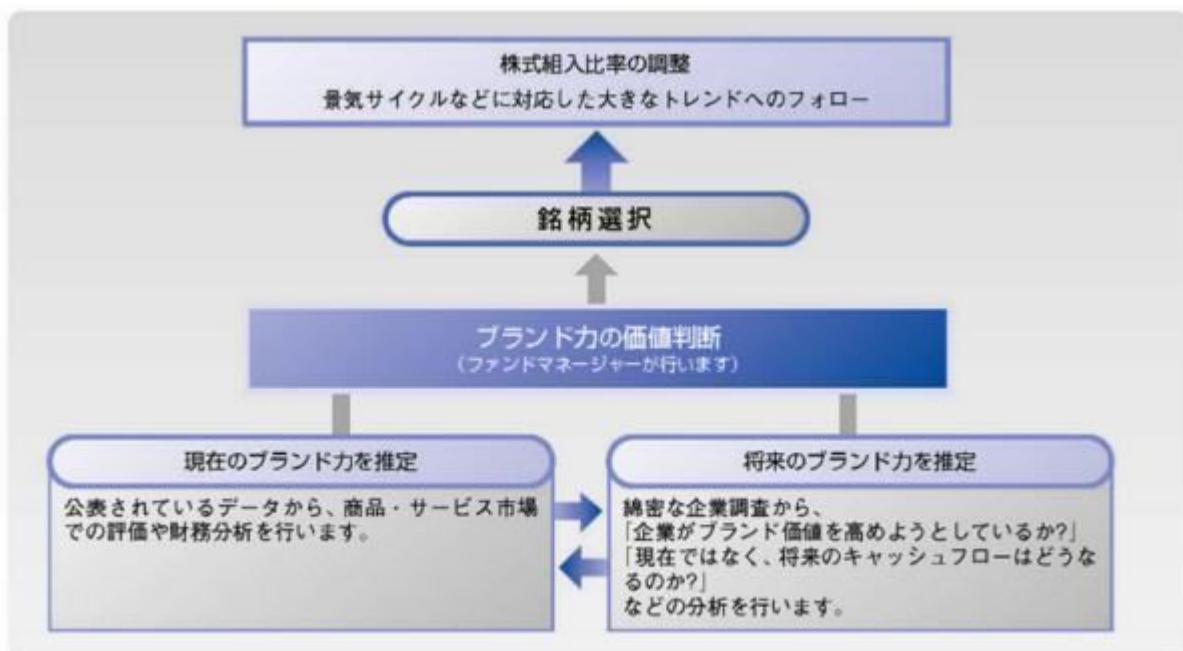 株式組入比率の調整
景気サイクルなどに対応した大きなトレンドへのフォロー
銘柄選択
ブランド力の価値判断
(ファンドマネージャーが行います)
現在のブランド力を推定
公表されているデータから、商品・サービス市場
での評価や財務分析を行います。
将来のブランド力を推定
綿密な企業調査から、
「企業がブランド価値を高めようとしているか?」
「現在ではなく、将来のキャッシュフローはどうな
るのか?」
などの分析を行います。